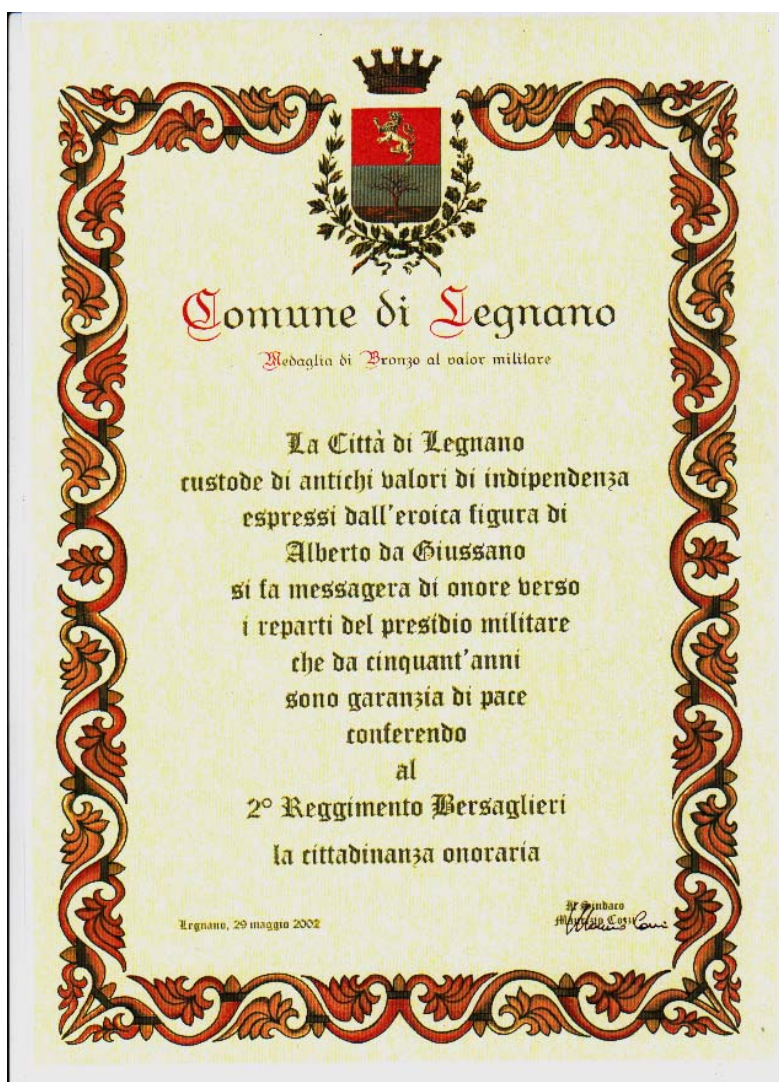 Comune di Legnano
Medaglia di Bronzo al valor militare
La Città di Legnano
custode di antichi valori di indipendenza
espressi dall'eroica figura di
Alberto da Giussano
si fa messagera di onore verso
i reparti del presidio militare
che da cinquant'anni
sono garanzia di pace
conferendo
al
2° Reggimento Bersaglieri
la cittadinanza onoraria
Il Sindaco
Maurizio Cozzi
Legnano, 29 maggio 2002